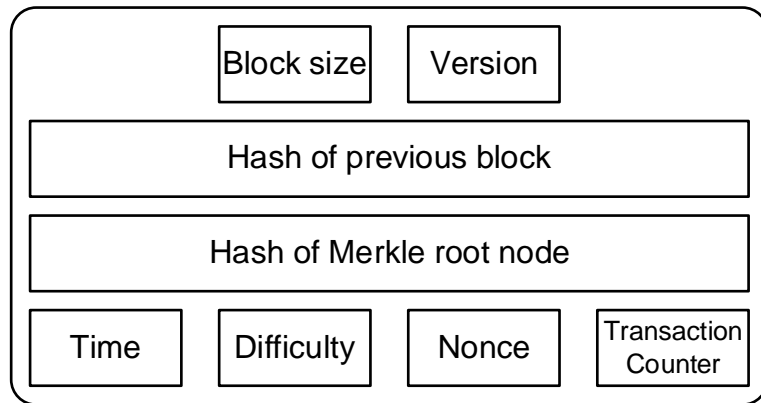 Block size
Version
Hash of previous block
Hash of Merkle root node
Time
Difficulty
Nonce
Transaction
Counter